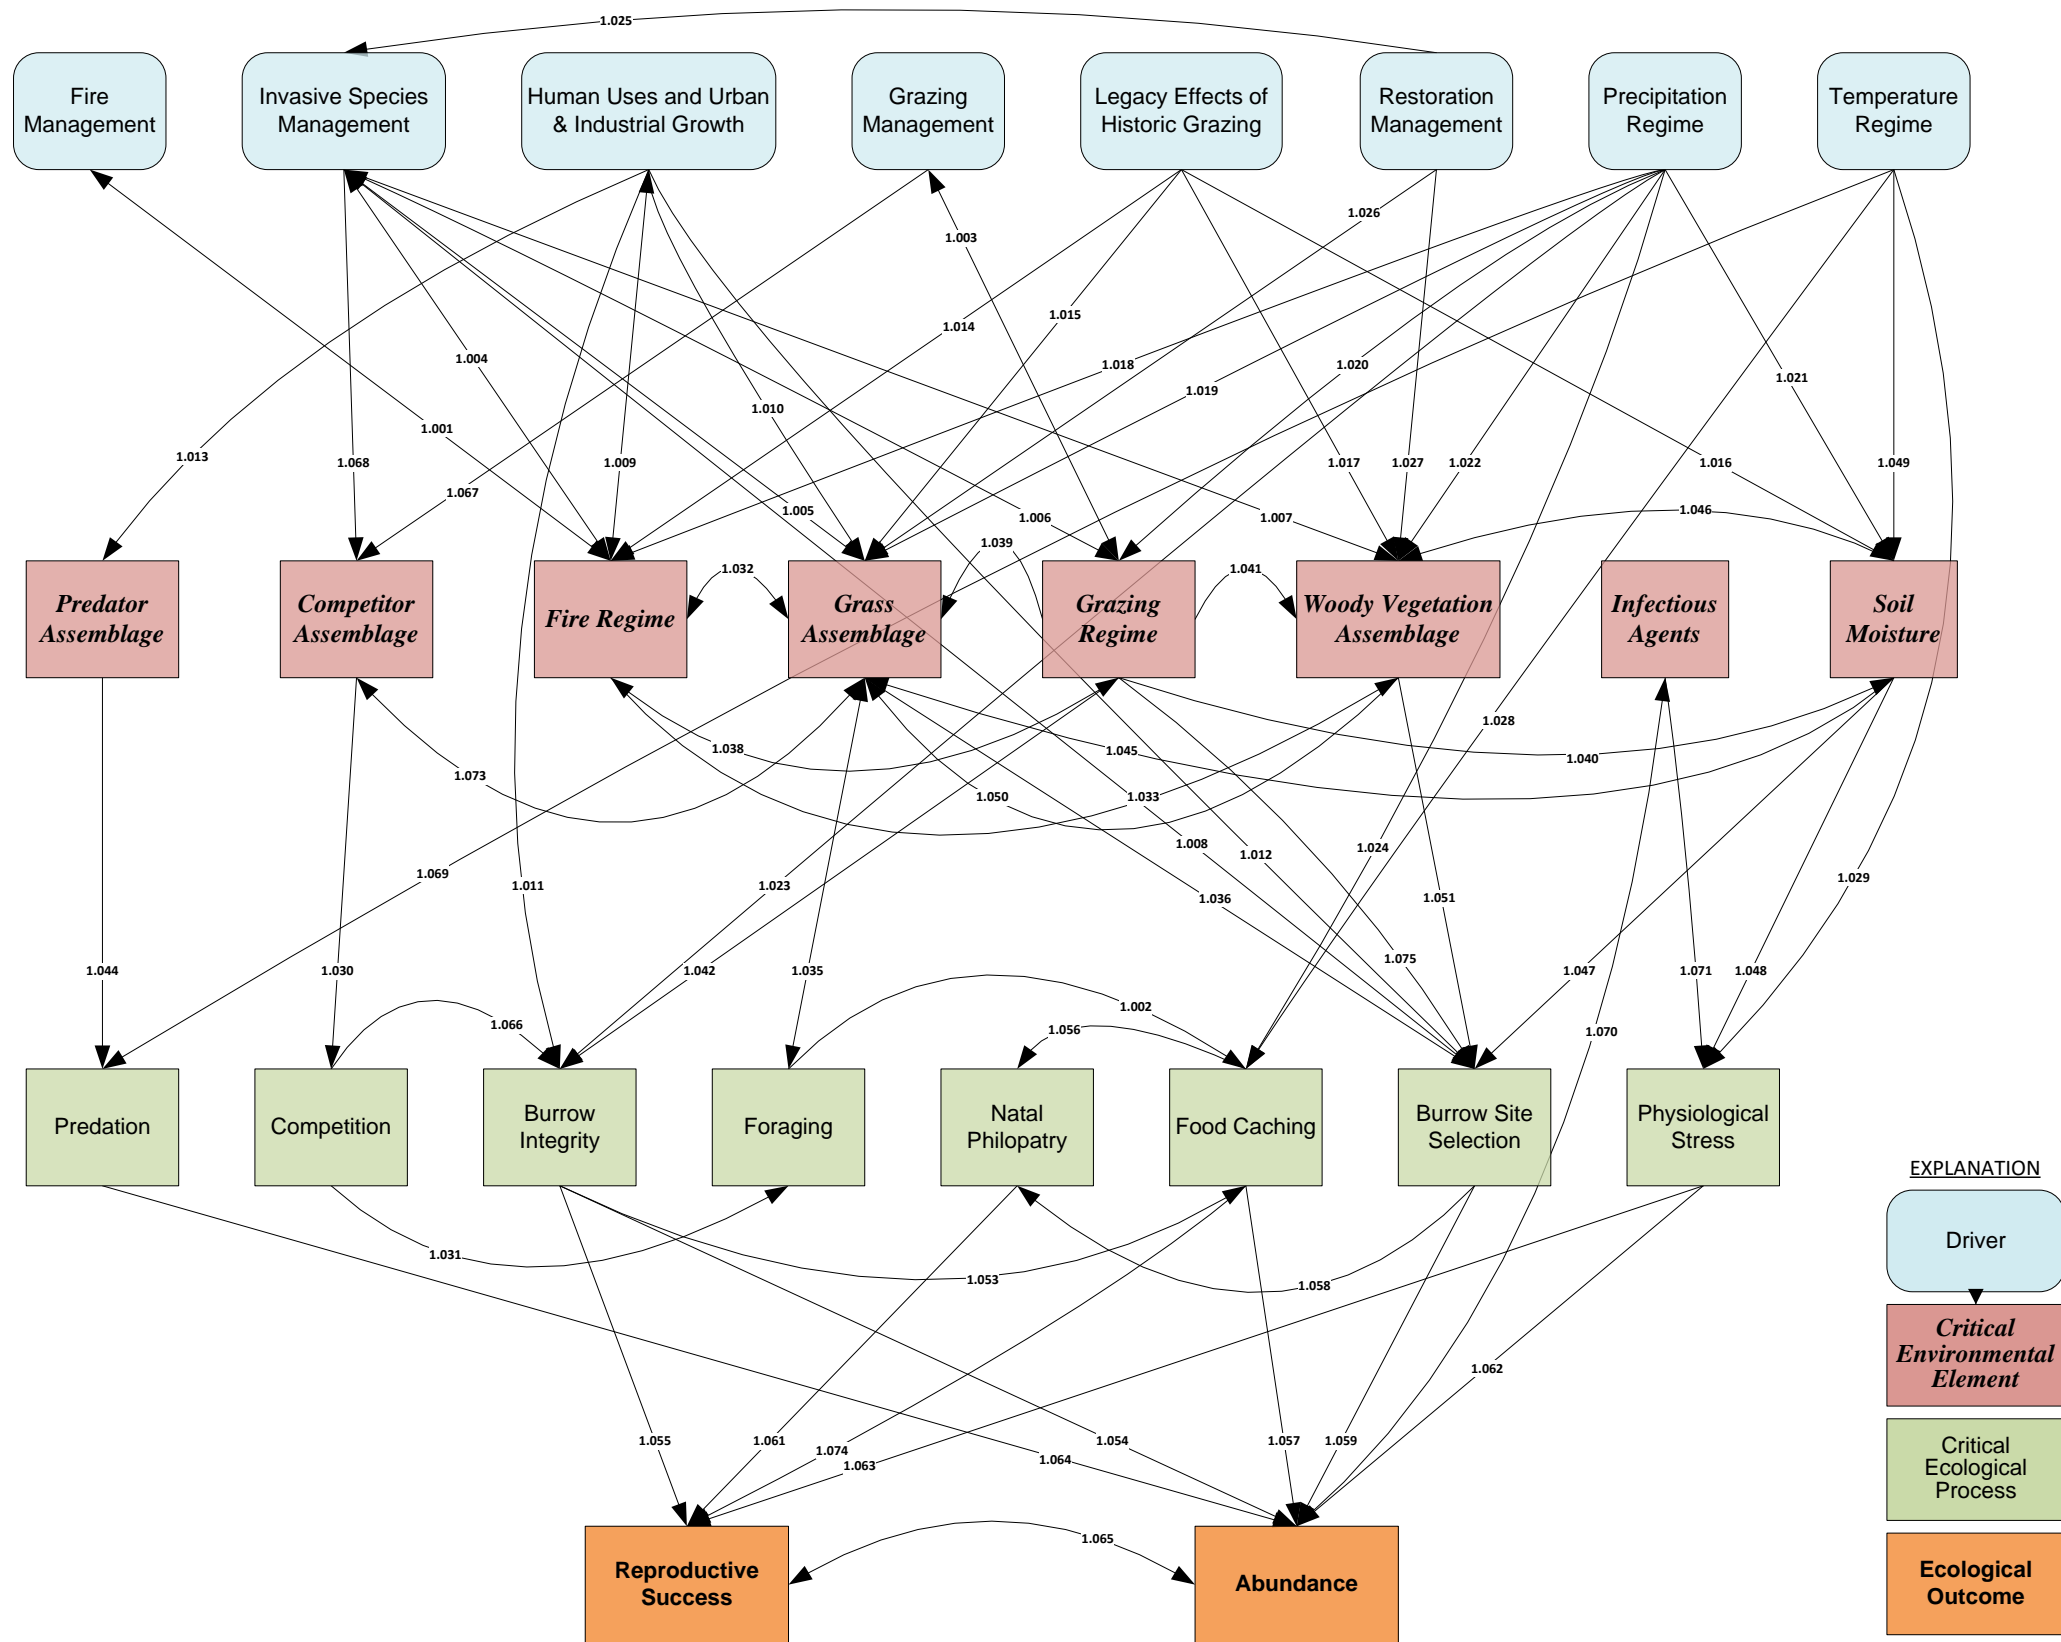 1.025
Fire
Management
Invasive Species
Management
Human Uses and Urban
& Industrial Growth
Grazing
Management
Legacy Effects of
Historic Grazing
Restoration
Management
Precipitation
Regime
Temperature
Regime
1.026
1.003
1.015
1.014
1.004
1.018
1.020
1.021
1.019
1.010
1.001
1.013
1.068
1.009
1.017
1.027
1.022
1.016
1.049
1.067
1.005
1.006
1.007
1.046
1.039
1.032
1.041
Predator
Assemblage
Competitor
Assemblage
Fire Regime
Grass
Assemblage
Grazing
Regime
Woody Vegetation
Assemblage
Infectious
Agents
Soil
Moisture
1.028
1.038
1.045
1.040
1.073
1.050
1.033
1.008
1.024
1.012
1.069
1.029
1.011
1.023
1.051
1.036
1.075
1.044
1.030
1.042
1.035
1.047
1.071
1.048
1.002
1.066
1.056
1.070
Predation
Competition
Burrow
Integrity
Foraging
Natal
Philopatry
Food Caching
Burrow Site
Selection
Physiological
Stress
EXPLANATION
Driver
1.031
1.053
1.058
Critical
Environmental
Element
1.062
1.055
1.061
1.074
1.054
1.057
1.059
1.064
1.063
Critical
Ecological
Process
1.065
Reproductive
Success
Abundance
Ecological
Outcome